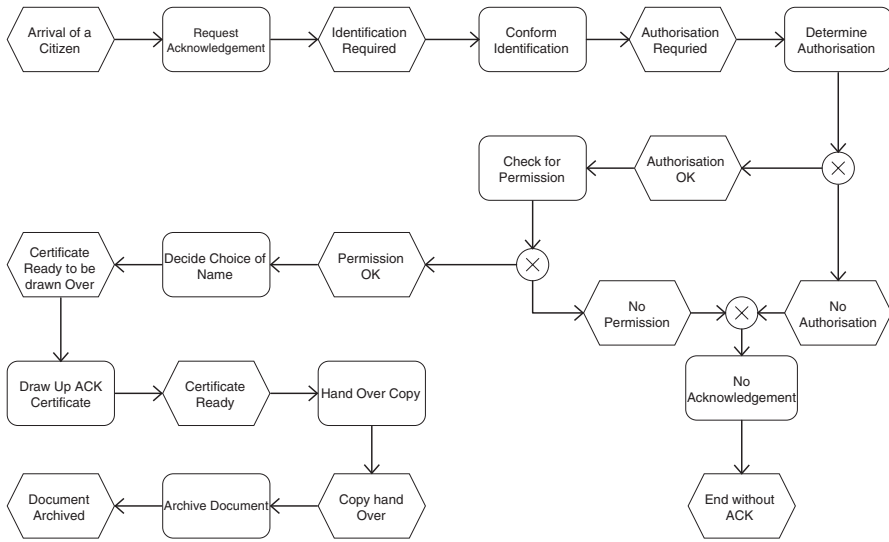 Arrival of a
Citizen
Request
Acknowledgement
Identification
Required
Conform
Identification
Authorisation
Requried
Determine
Authorisation
Check for
Permission
Authorisation
OK
Certificate
Ready to be
drawn Over
Decide Choice of
Name
Permission
OK
No
Permission
No
Authorisation
Draw Up ACK
Certificate
Certificate
Ready
Hand Over Copy
No
Acknowledgement
Document
Archived
Archive Document
Copy hand
Over
End without
ACK